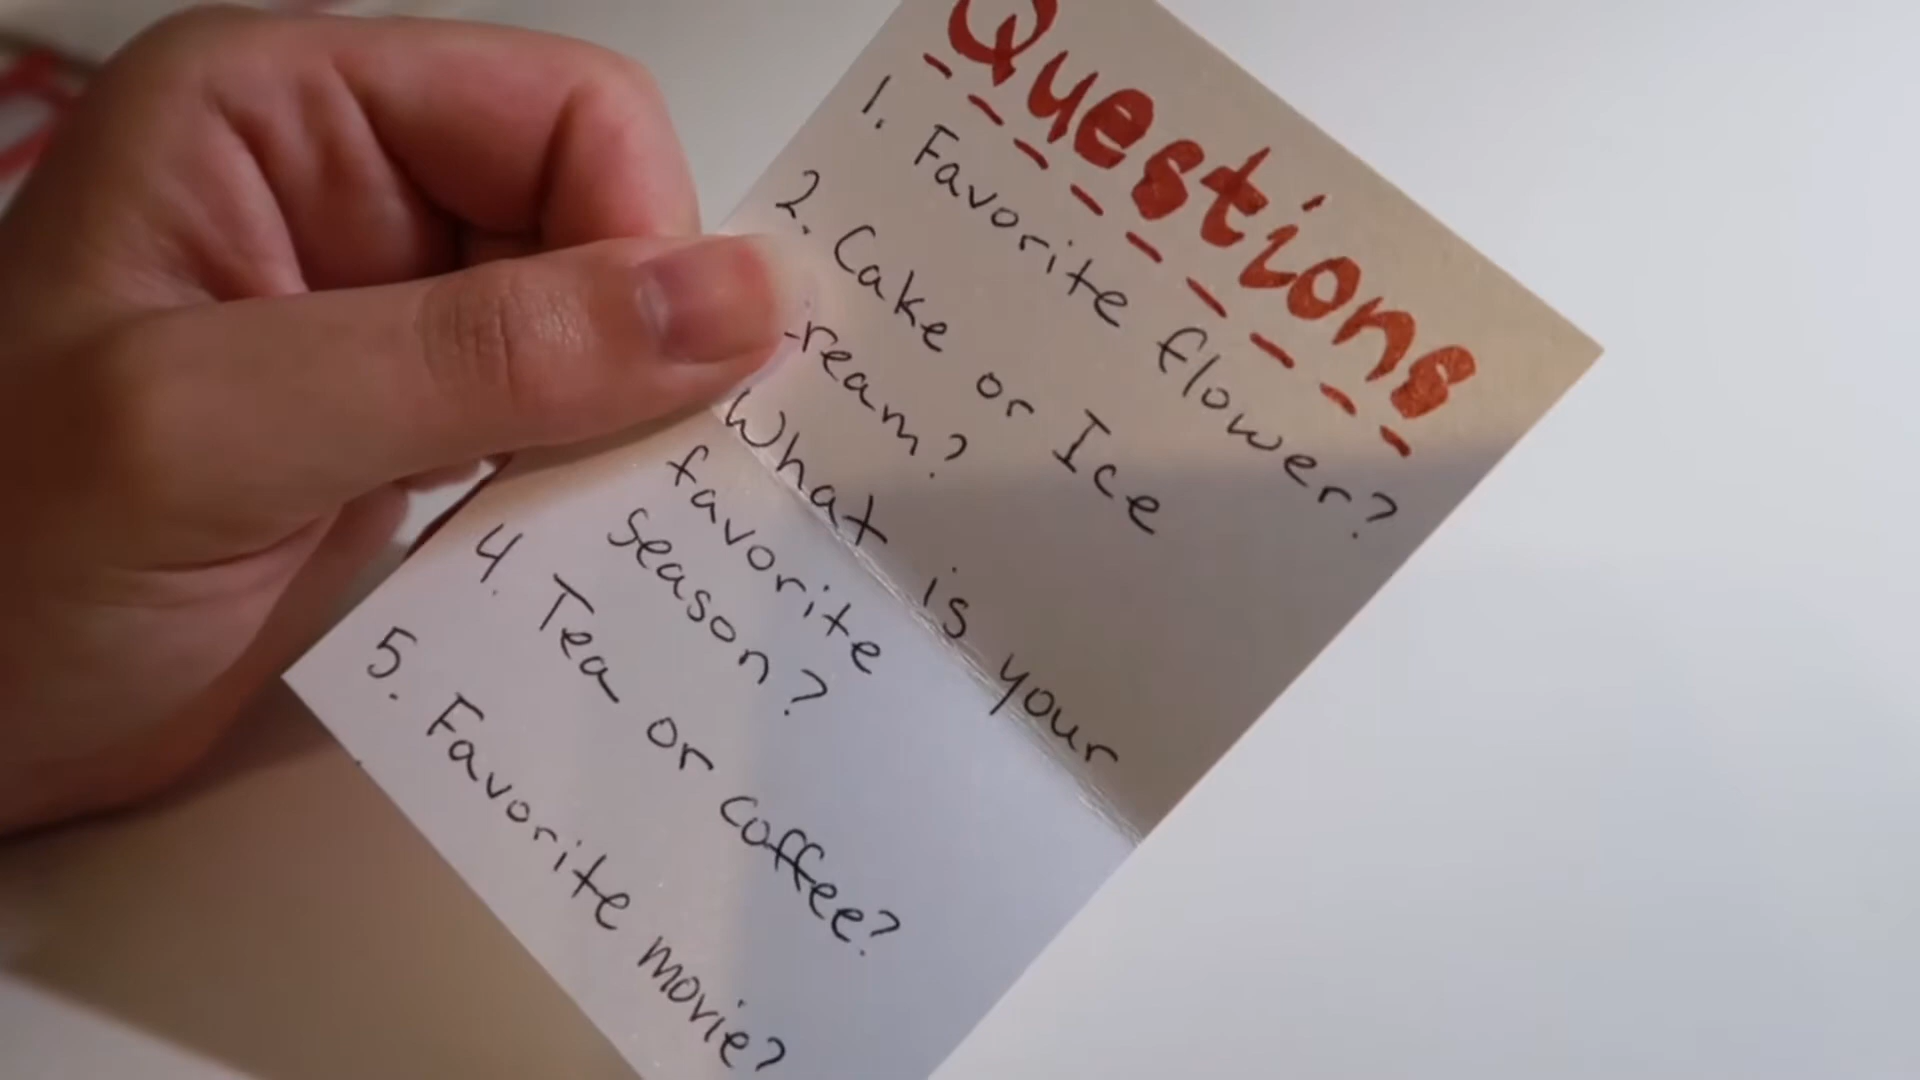 Questions
1. Favorite flower?
2. Cake or Ice
ream?
What is your
favorite
season?
4. Tea or coffee?
5. Favorite movie?